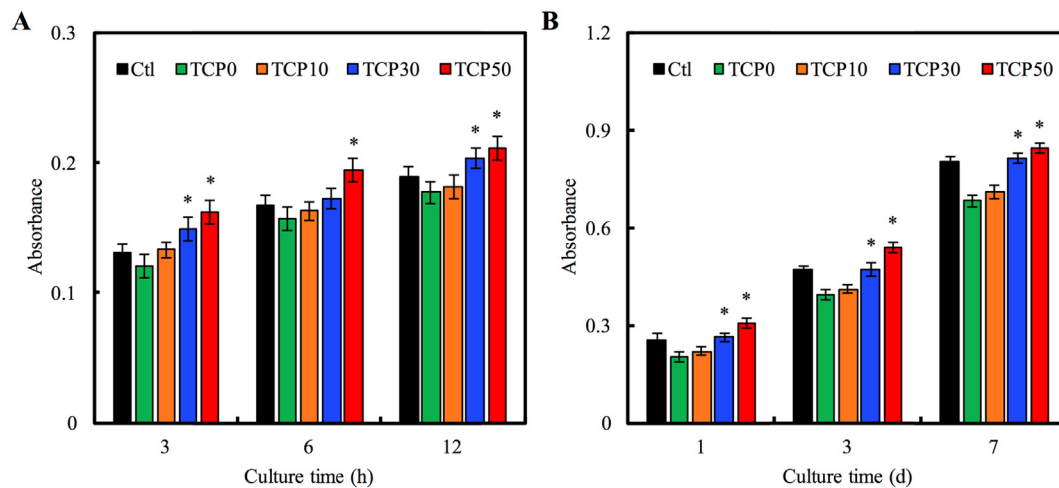 A
0.3
Ctl TCP0 TCP10 TCP30 TCP50
* * * * *
0.2
Absorbance
0.1
0
3 6 12
Culture time (h)
B
1.2
Ctl TCP0 TCP10 TCP30 TCP50
0.9
* * * * * *
0.6
Absorbance
0.3
0
1 3 7
Culture time (d)